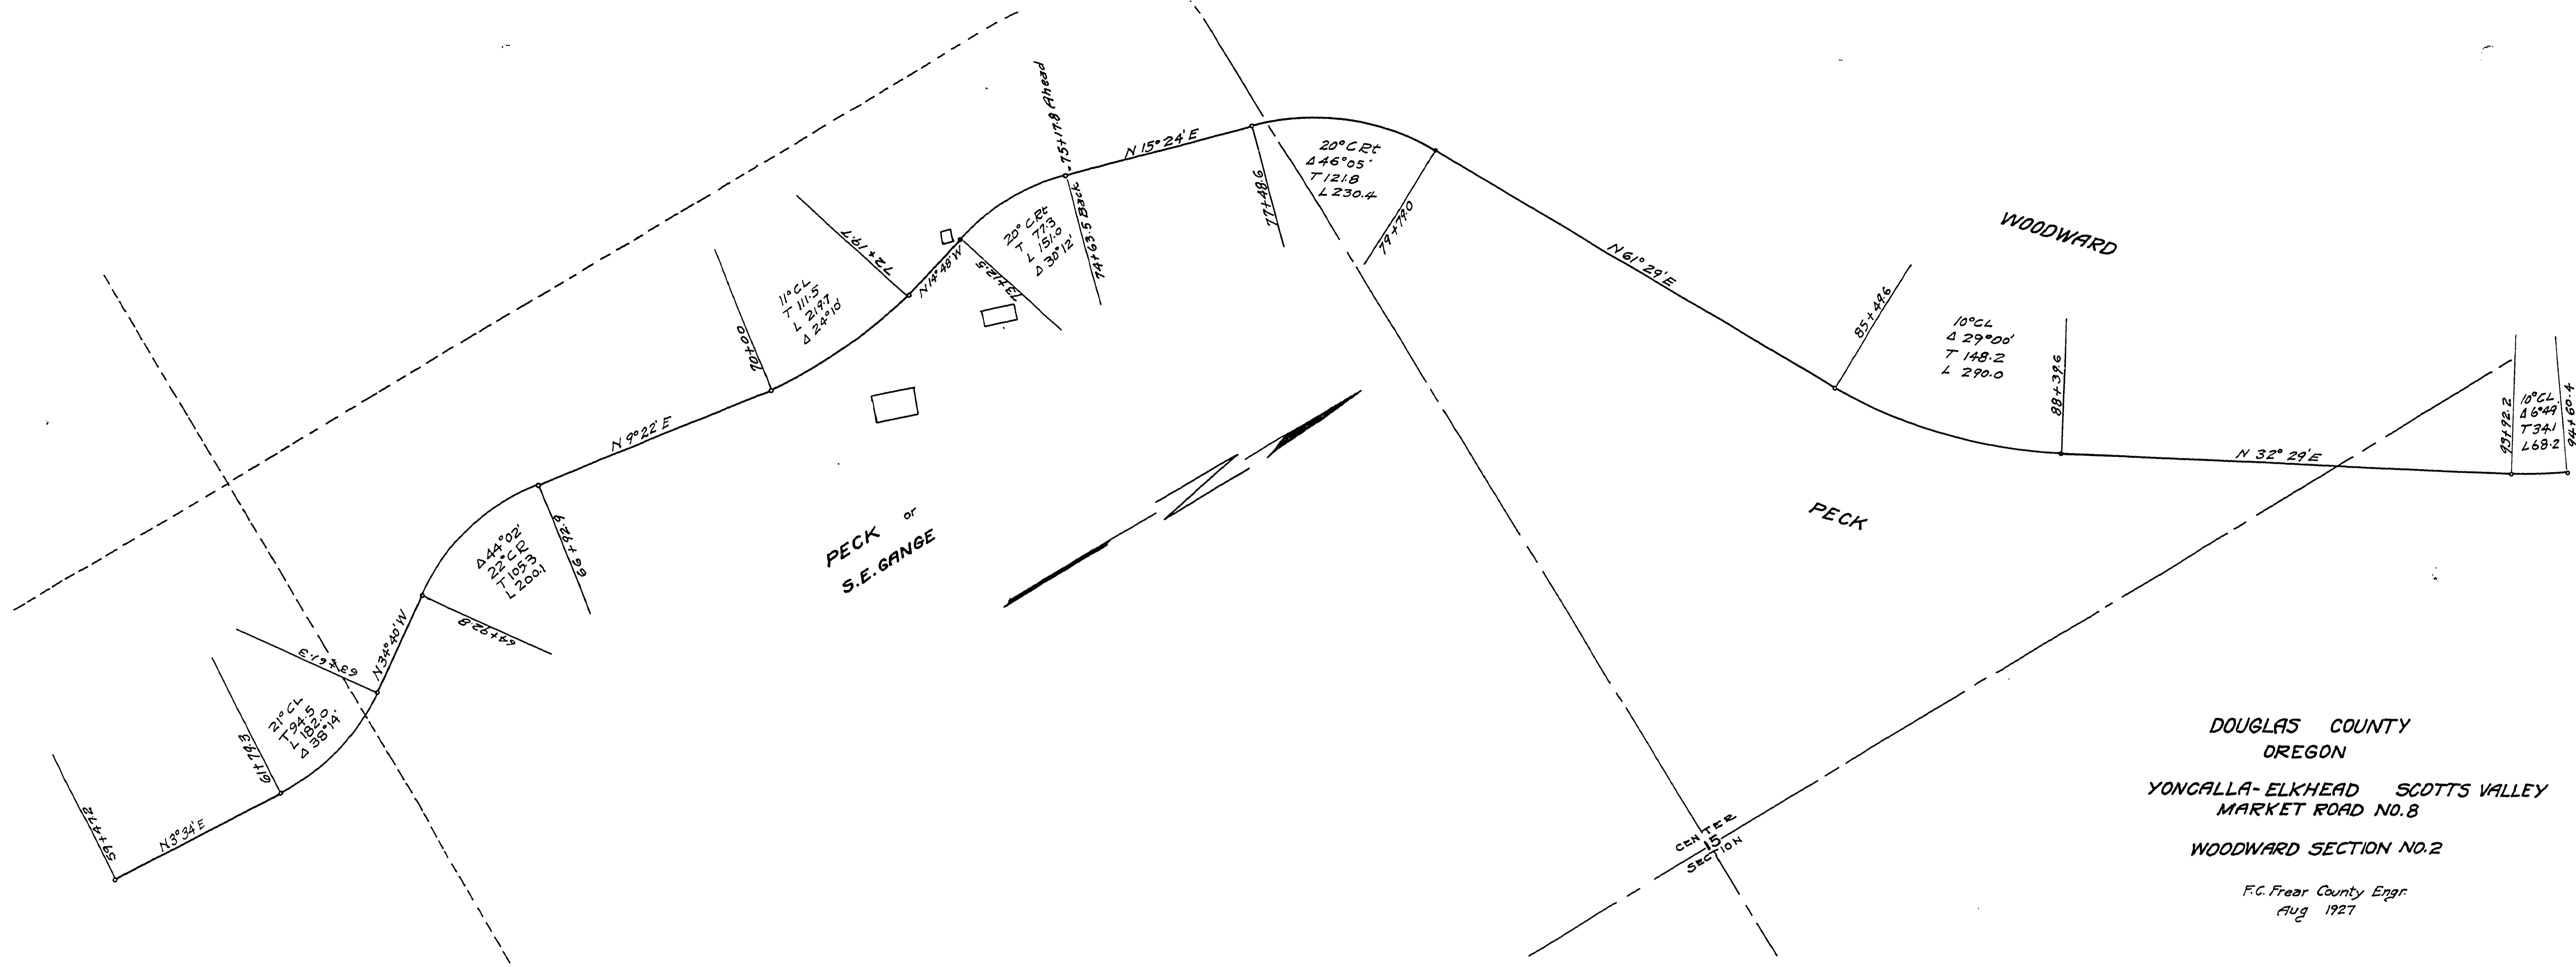 59+47.2
N 3°34' E
61+79.3
21° CL
T 94.5
L 182.0
Δ 38°14'
63+61.3
N 34°40' W
64+92.8
Δ 44°02'
22° C R
T 105.3
L 200.1
66+92.9
N 9°22' E
70+0.0
11° CL
T 111.5
L 219.7
Δ 24°10'
72+19.7
N 14°48' W
73+12.5
20° C Rt
T 77.3
L 151.0
Δ 30°12'
74+63.5 Back - 75+17.8 Ahead
N 15°24' E
77+48.6
20° C Rt
Δ 46°05'
T 121.8
L 230.4
79+79.0
N 61°29' E
WOODWARD
85+49.6
10° CL
Δ 29°00'
T 148.2
L 290.0
88+39.6
N 32°29' E
93+92.2
10° CL
Δ 6°49'
T 34.1
L 68.2
94+60.4
PECK or
S.E. GANGE
PECK
CENTER
15
SECTION
DOUGLAS COUNTY
OREGON
YONCALLA-ELKHEAD SCOTTS VALLEY
MARKET ROAD NO.8
WOODWARD SECTION NO.2
F.C. Frear County Engr.
Aug 1927